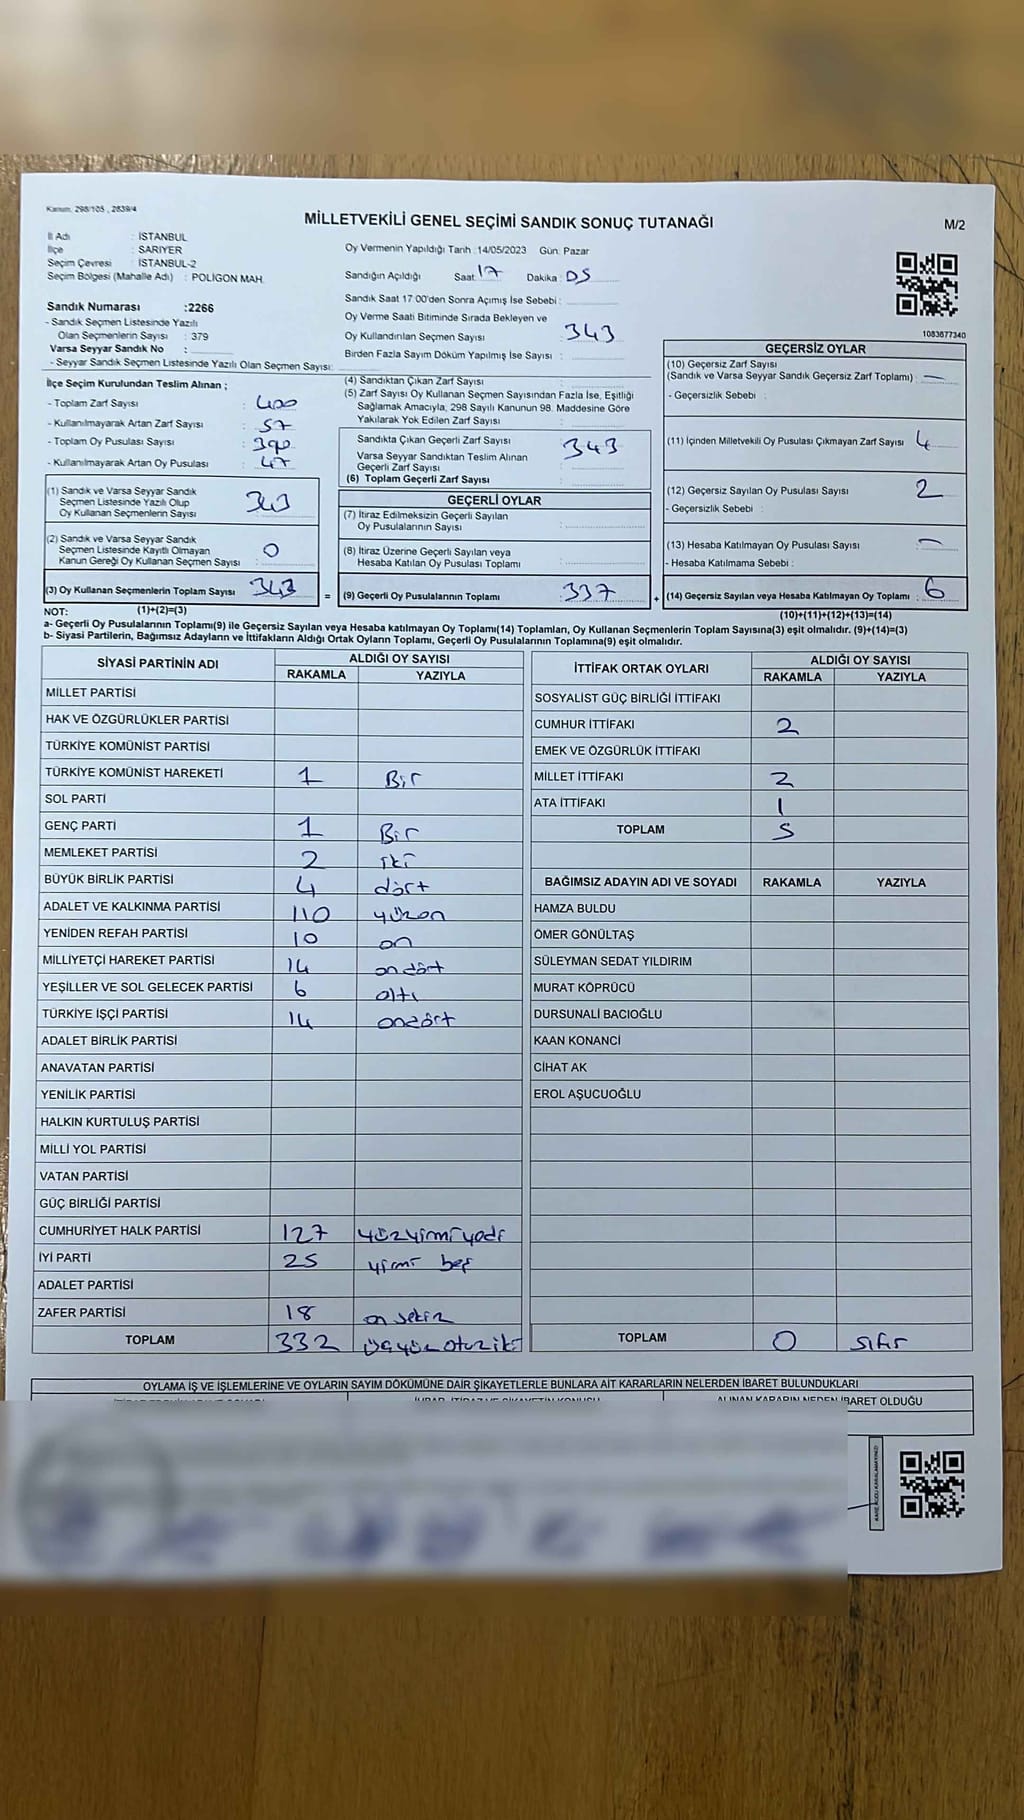 Kanun, 298/105 , 2839/4
MİLLETVEKİLİ GENEL SEÇİMİ SANDIK SONUÇ TUTANAĞI
M/2
İl Adı : İSTANBUL
İlçe : SARIYER
Seçim Çevresi : İSTANBUL-2
Seçim Bölgesi (Mahalle Adı) : POLİGON MAH.
Oy Vermenin Yapıldığı Tarih :14/05/2023 Gün: Pazar
Sandığın Açıldığı Saat: 17 Dakika : 05
Sandık Saat 17:00'den Sonra Açımış İse Sebebi :
Oy Verme Saati Bitiminde Sırada Bekleyen ve
Oy Kullandırılan Seçmen Sayısı : 343
Birden Fazla Sayım Döküm Yapılmış İse Sayısı :
1083677340
Sandık Numarası :2266
- Sandık Seçmen Listesinde Yazılı
Olan Seçmenlerin Sayısı : 379
Varsa Seyyar Sandık No :
- Seyyar Sandık Seçmen Listesinde Yazılı Olan Seçmen Sayısı:
İlçe Seçim Kurulundan Teslim Alınan ;
- Toplam Zarf Sayısı : 400
- Kullanılmayarak Artan Zarf Sayısı : 57
- Toplam Oy Pusulası Sayısı : 390
- Kullanılmayarak Artan Oy Pusulası : 47
(1) Sandık ve Varsa Seyyar Sandık
Seçmen Listesinde Yazılı Olup
Oy Kullanan Seçmenlerin Sayısı : 343
(2) Sandık ve Varsa Seyyar Sandık
Seçmen Listesinde Kayıtlı Olmayan
Kanun Gereği Oy Kullanan Seçmen Sayısı : 0
(3) Oy Kullanan Seçmenlerin Toplam Sayısı : 343 =
(1)+(2)=(3)
(4) Sandıktan Çıkan Zarf Sayısı :
(5) Zarf Sayısı Oy Kullanan Seçmen Sayısından Fazla İse, Eşitliği
Sağlamak Amacıyla, 298 Sayılı Kanunun 98. Maddesine Göre
Yakılarak Yok Edilen Zarf Sayısı :
Sandıkta Çıkan Geçerli Zarf Sayısı : 343
Varsa Seyyar Sandıktan Teslim Alınan
Geçerli Zarf Sayısı :
(6) Toplam Geçerli Zarf Sayısı :
GEÇERLİ OYLAR
(7) İtiraz Edilmeksizin Geçerli Sayılan
Oy Pusulalarının Sayısı :
(8) İtiraz Üzerine Geçerli Sayılan veya
Hesaba Katılan Oy Pusulası Toplamı :
(9) Geçerli Oy Pusulalarının Toplamı : 337 +
GEÇERSİZ OYLAR
(10) Geçersiz Zarf Sayısı
(Sandık ve Varsa Seyyar Sandık Geçersiz Zarf Toplamı) : —
- Geçersizlik Sebebi :
(11) İçinden Milletvekili Oy Pusulası Çıkmayan Zarf Sayısı : 4
(12) Geçersiz Sayılan Oy Pusulası Sayısı : 2
- Geçersizlik Sebebi :
(13) Hesaba Katılmayan Oy Pusulası Sayısı : —
- Hesaba Katılmama Sebebi :
(14) Geçersiz Sayılan veya Hesaba Katılmayan Oy Toplamı : 6
(10)+(11)+(12)+(13)=(14)
NOT:
a- Geçerli Oy Pusulalarının Toplamı(9) ile Geçersiz Sayılan veya Hesaba katılmayan Oy Toplamı(14) Toplamları, Oy Kullanan Seçmenlerin Toplam Sayısına(3) eşit olmalıdır. (9)+(14)=(3)
b- Siyasi Partilerin, Bağımsız Adayların ve İttifakların Aldığı Ortak Oyların Toplamı, Geçerli Oy Pusulalarının Toplamına(9) eşit olmalıdır.
SİYASİ PARTİNİN ADI
ALDIĞI OY SAYISI
RAKAMLA YAZIYLA
MİLLET PARTİSİ
HAK VE ÖZGÜRLÜKLER PARTİSİ
TÜRKİYE KOMÜNİST PARTİSİ
TÜRKİYE KOMÜNİST HAREKETİ 1 Bir
SOL PARTİ
GENÇ PARTİ 1 Bir
MEMLEKET PARTİSİ 2 iki
BÜYÜK BİRLİK PARTİSİ 4 dört
ADALET VE KALKINMA PARTİSİ 110 yüzon
YENİDEN REFAH PARTİSİ 10 on
MİLLİYETÇİ HAREKET PARTİSİ 14 ondört
YEŞİLLER VE SOL GELECEK PARTİSİ 6 altı
TÜRKİYE İŞÇİ PARTİSİ 14 ondört
ADALET BİRLİK PARTİSİ
ANAVATAN PARTİSİ
YENİLİK PARTİSİ
HALKIN KURTULUŞ PARTİSİ
MİLLİ YOL PARTİSİ
VATAN PARTİSİ
GÜÇ BİRLİĞİ PARTİSİ
CUMHURİYET HALK PARTİSİ 127 yüzyirmiyedi
İYİ PARTİ 25 yirmi beş
ADALET PARTİSİ
ZAFER PARTİSİ 18 on sekiz
TOPLAM 332 üçyüzotuziki
İTTİFAK ORTAK OYLARI
ALDIĞI OY SAYISI
RAKAMLA YAZIYLA
SOSYALİST GÜÇ BİRLİĞİ İTTİFAKI
CUMHUR İTTİFAKI 2
EMEK VE ÖZGÜRLÜK İTTİFAKI
MİLLET İTTİFAKI 2
ATA İTTİFAKI 1
TOPLAM 5
BAĞIMSIZ ADAYIN ADI VE SOYADI RAKAMLA YAZIYLA
HAMZA BULDU
ÖMER GÖNÜLTAŞ
SÜLEYMAN SEDAT YILDIRIM
MURAT KÖPRÜCÜ
DURSUNALİ BACIOĞLU
KAAN KONANCİ
CİHAT AK
EROL AŞUCUOĞLU
TOPLAM 0 sıfır
OYLAMA İŞ VE İŞLEMLERİNE VE OYLARIN SAYIM DÖKÜMÜNE DAİR ŞİKAYETLERLE BUNLARA AİT KARARLARIN NELERDEN İBARET BULUNDUKLARI
ALINAN KARARIN NEDEN İBARET OLDUĞU